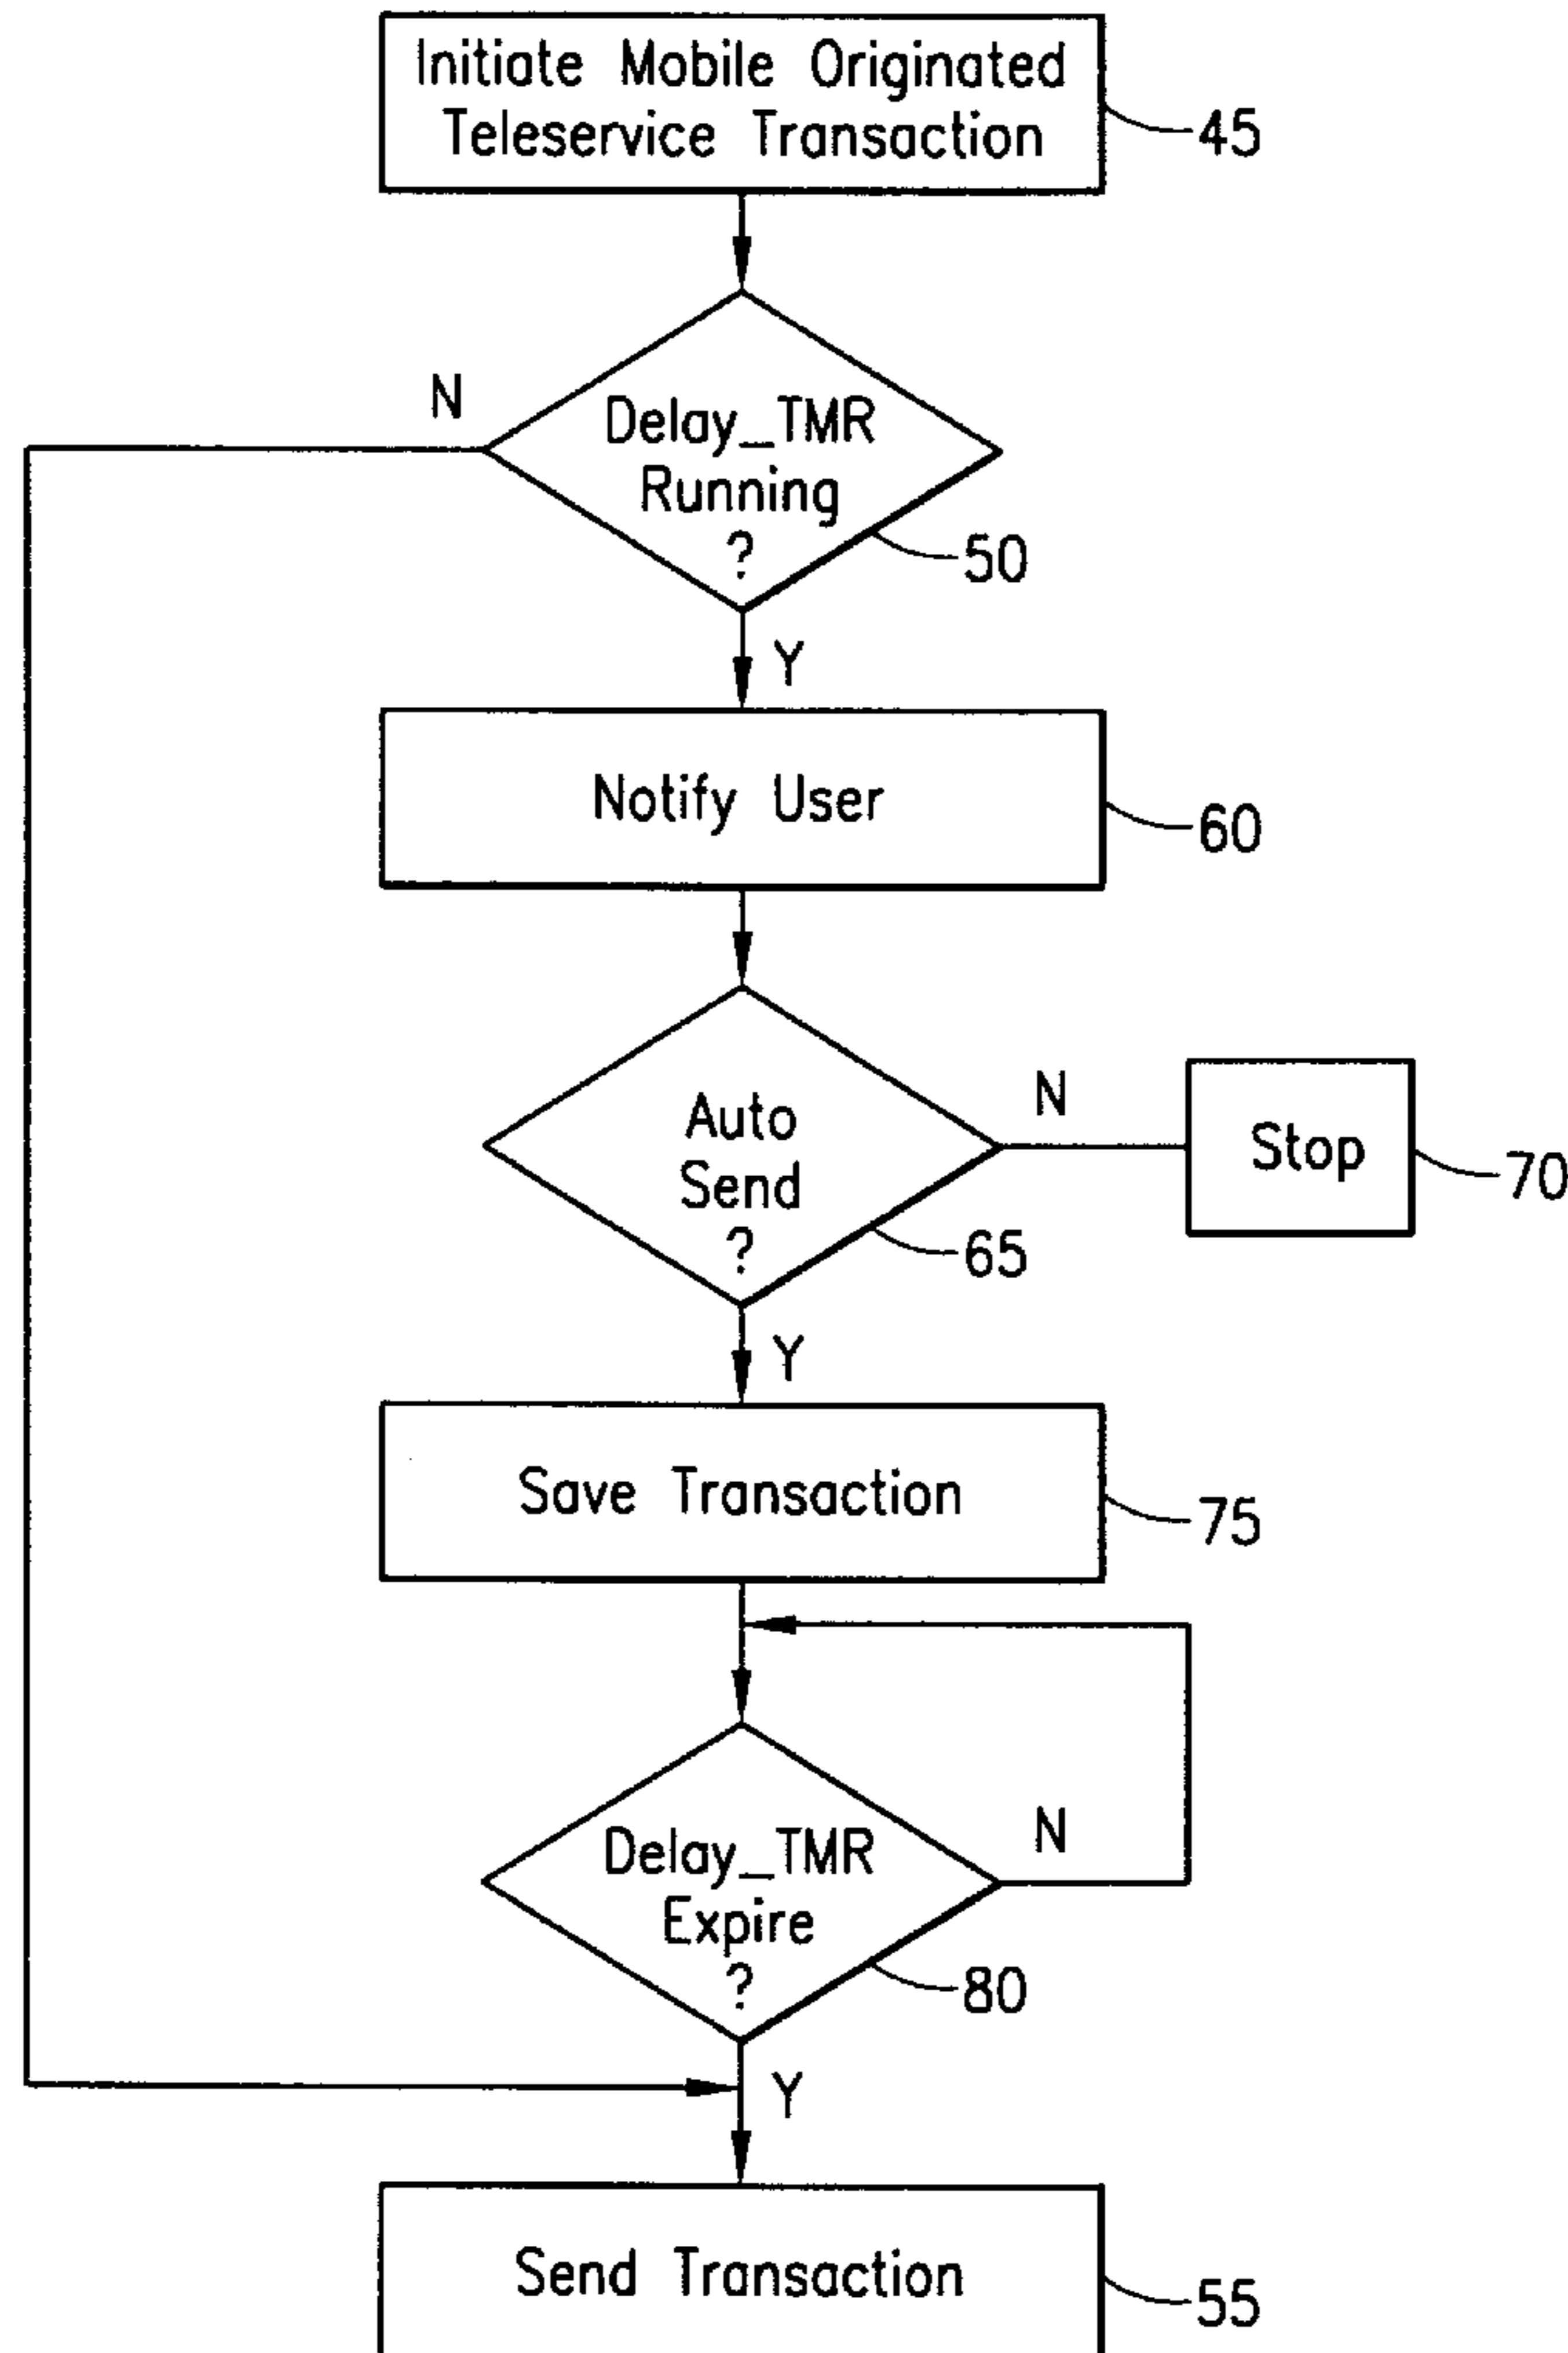 Initiate Mobile Originated
Teleservice Transaction
45
N
Delay_TMR
Running
?
50
Y
Notify User
60
Auto
Send
?
65
N
Stop
70
Y
Save Transaction
75
Delay_TMR
Expire
?
80
N
Y
Send Transaction
55